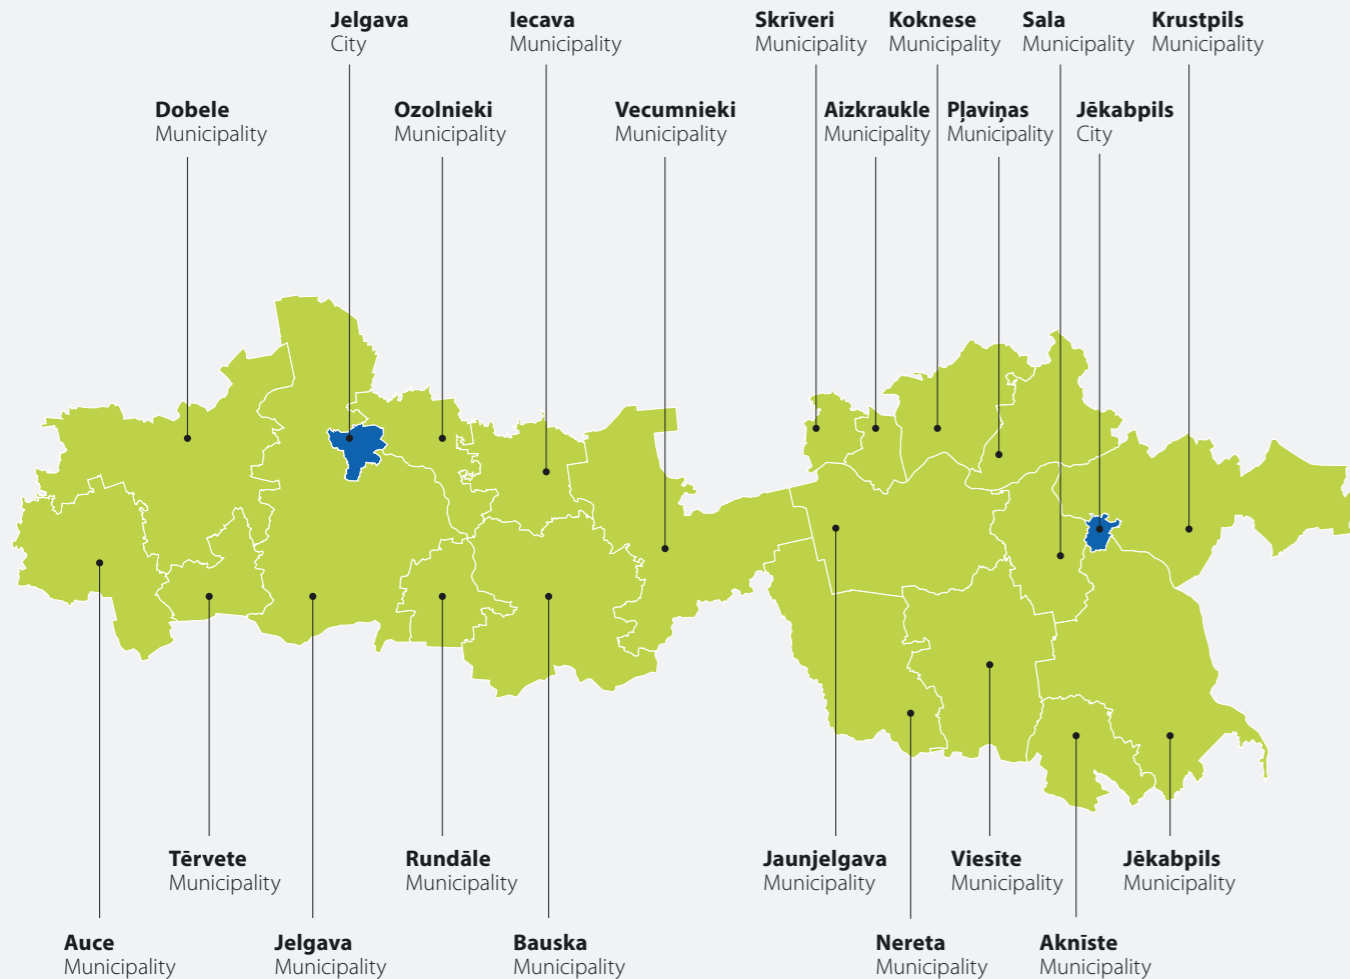 Jelgava
City
Iecava
Municipality
Skrīveri
Municipality
Koknese
Municipality
Sala
Municipality
Krustpils
Municipality
Dobele
Municipality
Ozolnieki
Municipality
Vecumnieki
Municipality
Aizkraukle
Municipality
Pļaviņas
Municipality
Jēkabpils
City
Tērvete
Municipality
Rundāle
Municipality
Jaunjelgava
Municipality
Viesīte
Municipality
Jēkabpils
Municipality
Auce
Municipality
Jelgava
Municipality
Bauska
Municipality
Nereta
Municipality
Aknīste
Municipality